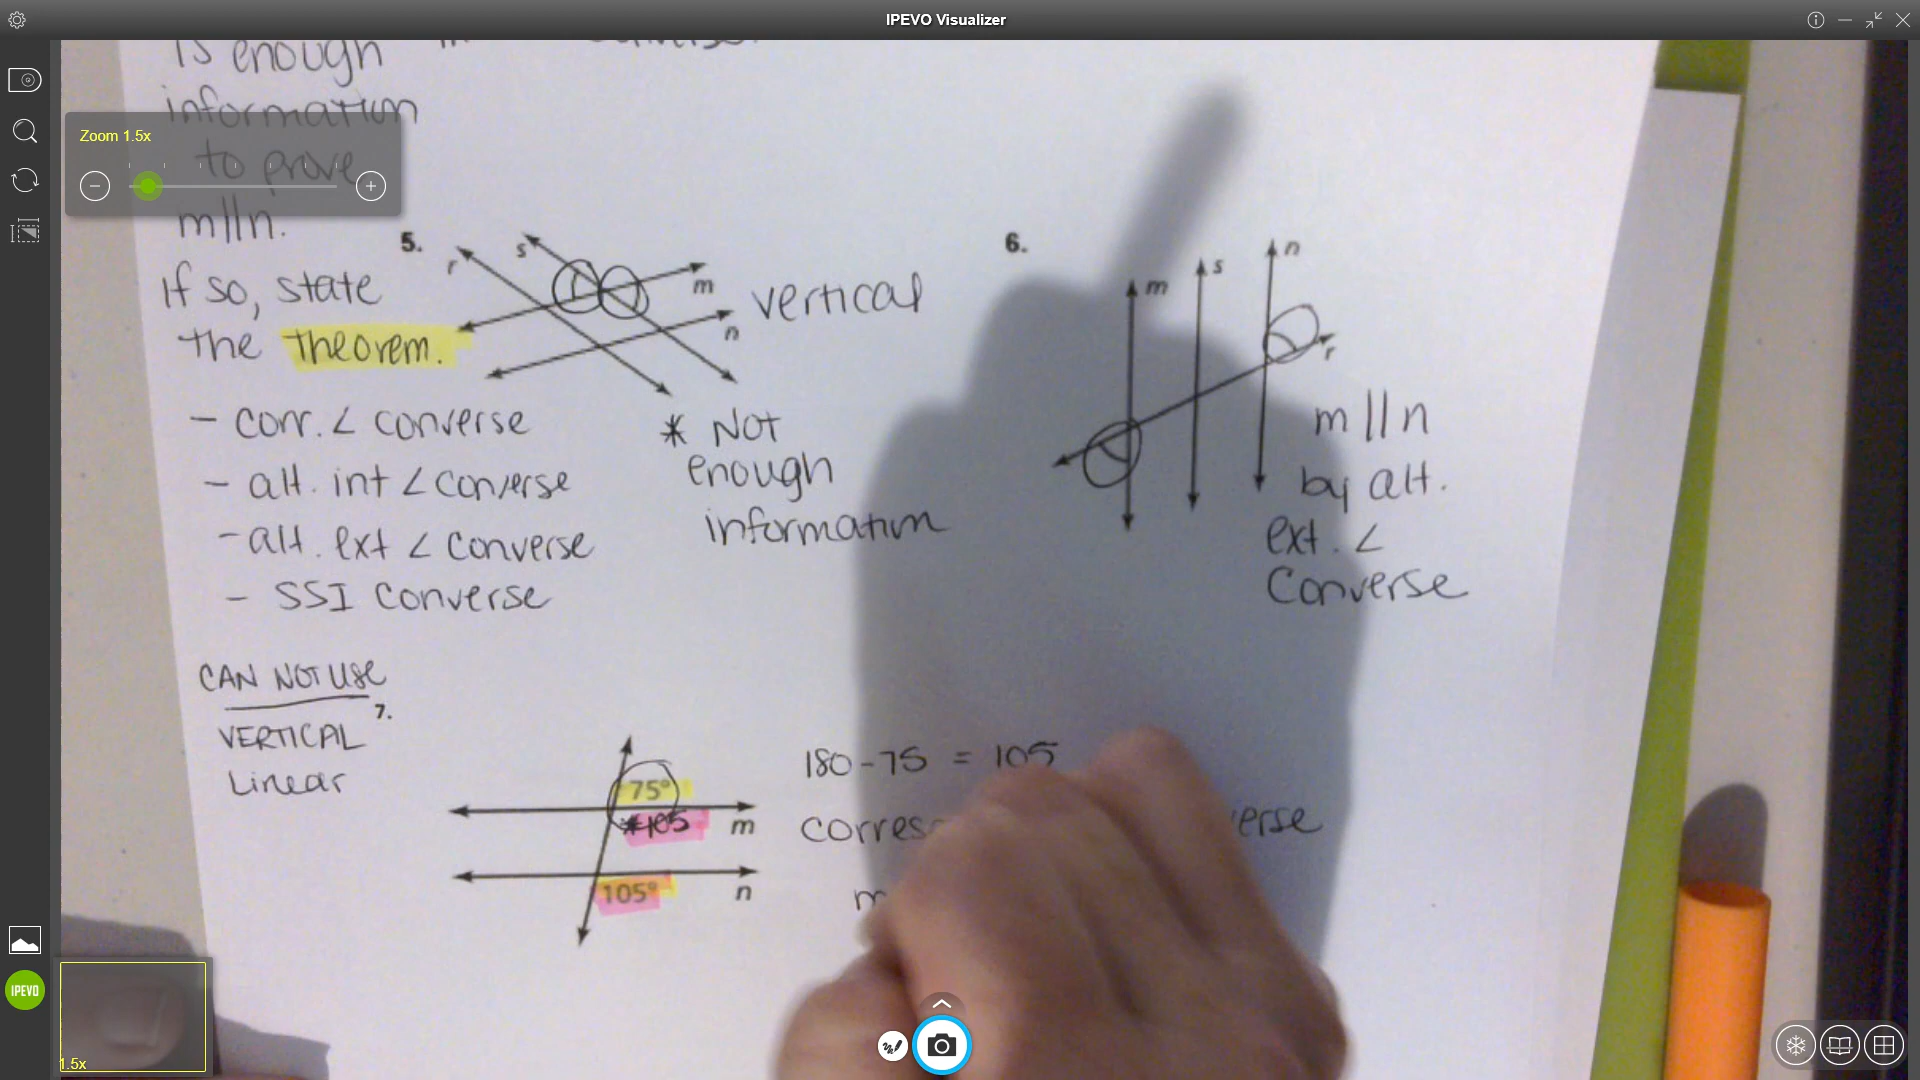 IPEVO Visualizer
is enough
information
Zoom 1.5x
to prove
m||n.
If so, state
the theorem.
- corr. ∠ converse
- alt. int ∠ converse
- alt. ext ∠ converse
- SSI converse
CAN NOT USE
VERTICAL
Linear
5.
r
s
m
n
vertical
* Not
enough
information
6.
m
s
n
r
m||n
by alt.
ext. ∠
Converse
7.
75°
*105
m
105°
n
180-75 = 105
IPEVO
1.5x